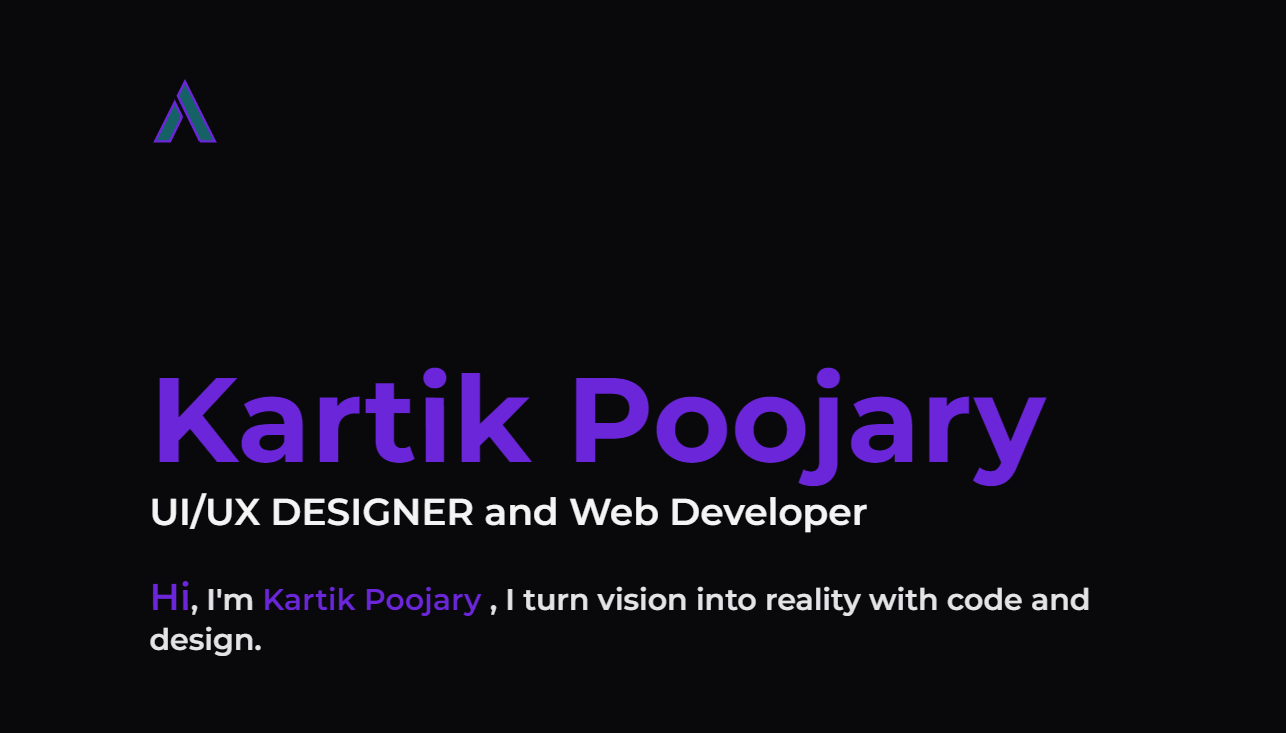 Kartik Poojary
UI/UX DESIGNER and Web Developer
Hi, I'm Kartik Poojary , I turn vision into reality with code and
design.